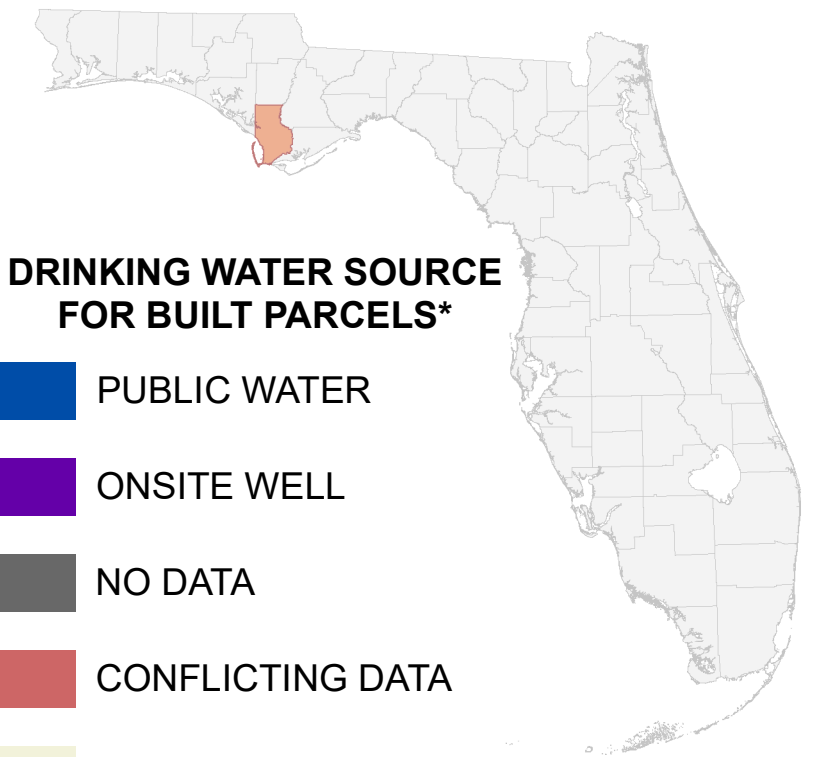 DRINKING WATER SOURCE
FOR BUILT PARCELS*
PUBLIC WATER
ONSITE WELL
NO DATA
CONFLICTING DATA